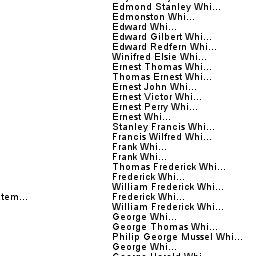 Edmond Stanley Whi...
Edmonston Whi...
Edward Whi...
Edward Gilbert Whi...
Edward Redfern Whi...
Winifred Elsie Whi...
Ernest Thomas Whi...
Thomas Ernest Whi...
Ernest John Whi...
Ernest Victor Whi...
Ernest Perry Whi...
Ernest Whi...
Stanley Francis Whi...
Francis Wilfred Whi...
Frank Whi...
Frank Whi...
Thomas Frederick Whi...
Frederick Whi...
William Frederick Whi...
tem... Frederick Whi...
William Frederick Whi...
George Whi...
George Thomas Whi...
Philip George Mussel Whi...
George Whi...
George Harold Whi...